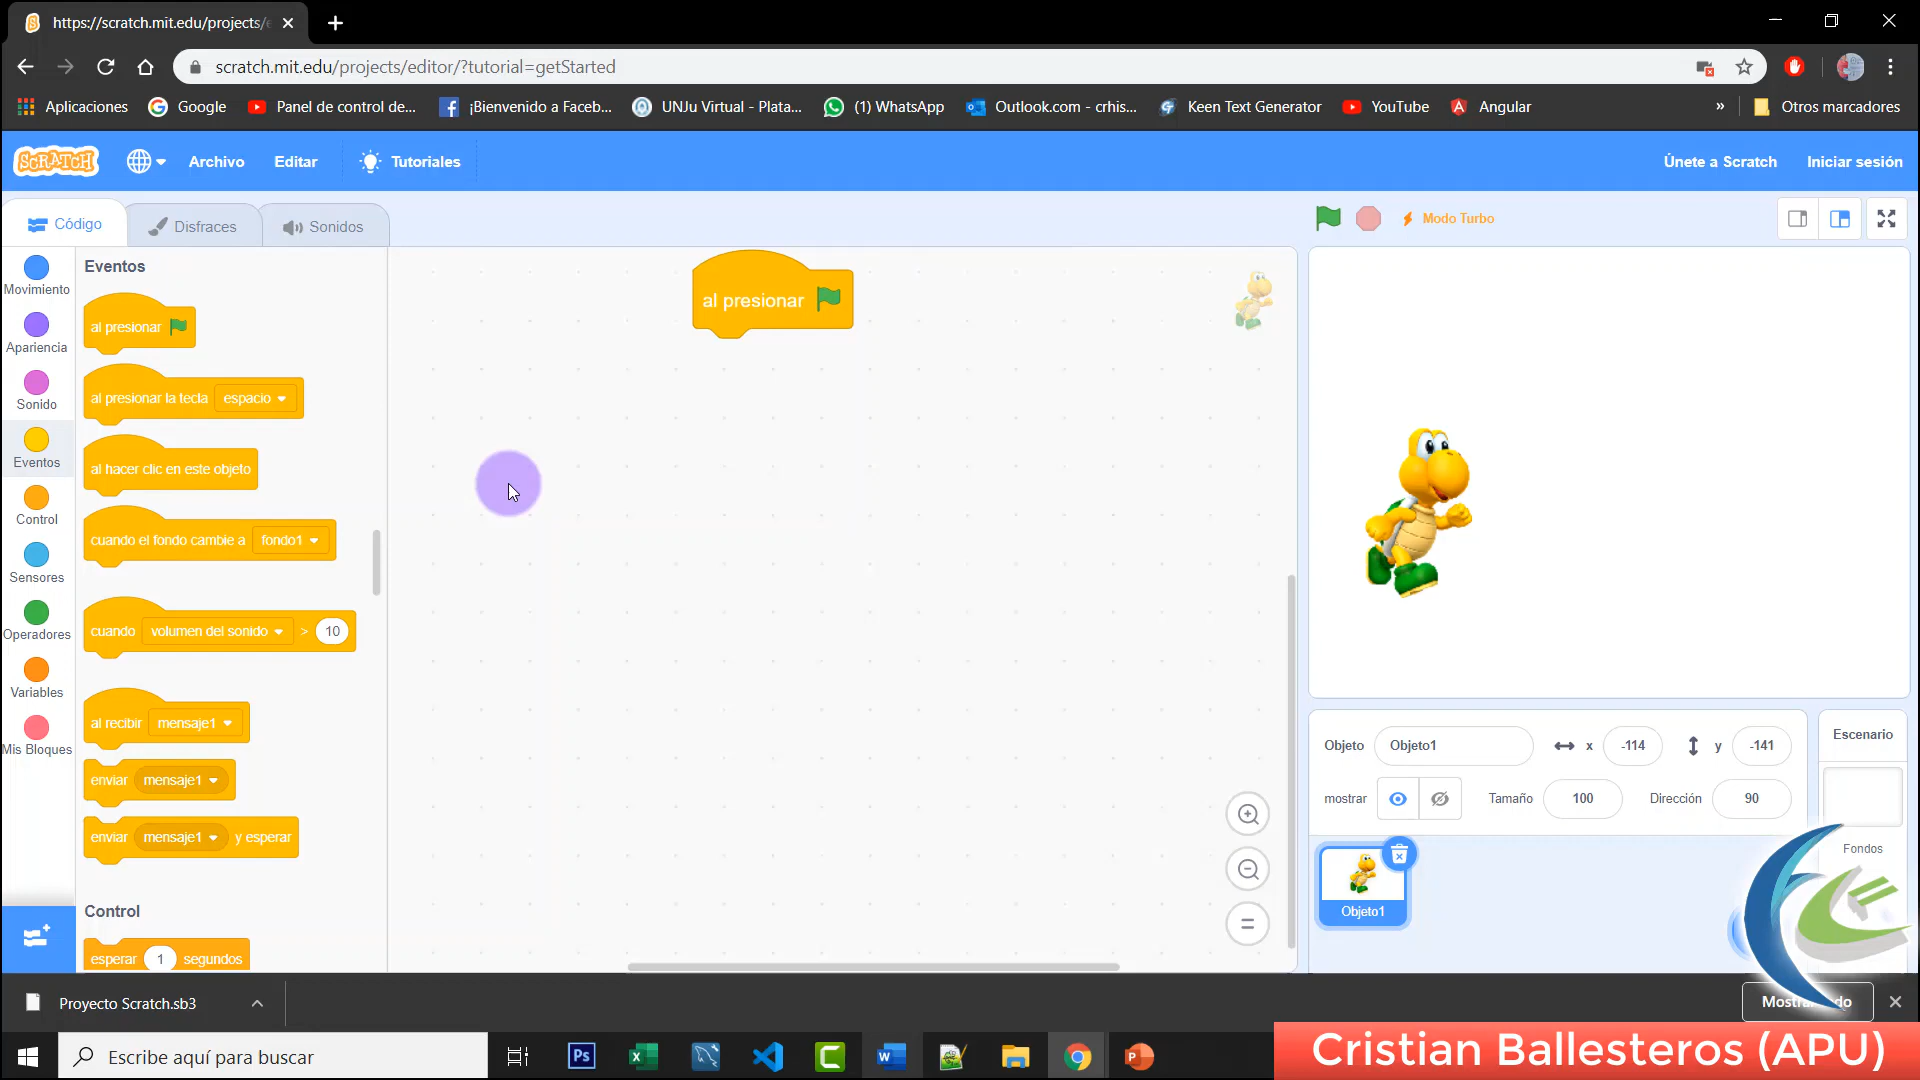 https://scratch.mit.edu/projects/e
scratch.mit.edu/projects/editor/?tutorial=getStarted
Aplicaciones
Google
Panel de control de...
¡Bienvenido a Faceb...
UNJu Virtual - Plata...
(1) WhatsApp
Outlook.com - crhis...
Keen Text Generator
YouTube
Angular
»
Otros marcadores
SCRATCH
Archivo
Editar
Tutoriales
Únete a Scratch
Iniciar sesión
Código
Disfraces
Sonidos
Modo Turbo
Movimiento
Apariencia
Sonido
Eventos
Control
Sensores
Operadores
Variables
Mis Bloques
Eventos
al presionar
al presionar la tecla espacio
al hacer clic en este objeto
cuando el fondo cambie a fondo1
cuando volumen del sonido > 10
al recibir mensaje1
enviar mensaje1
enviar mensaje1 y esperar
Control
esperar 1 segundos
al presionar
Objeto Objeto1 x -114 y -141
mostrar Tamaño 100 Dirección 90
Objeto1
Escenario
Fondos
Proyecto Scratch.sb3
Escribe aquí para buscar
Ps
Cristian Ballesteros (APU)